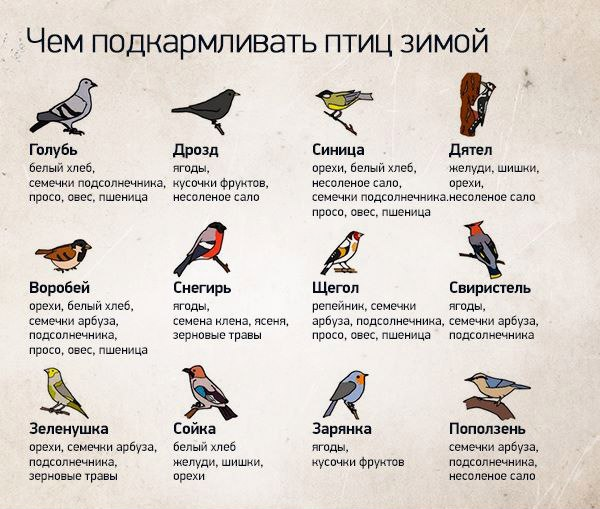 Чем подкармливать птиц зимой
Голубь
белый хлеб,
семечки подсолнечника,
просо, овес, пшеница
Дрозд
ягоды,
кусочки фруктов,
несоленое сало
Синица
орехи, белый хлеб,
несоленое сало,
семечки подсолнечника.
просо, овес, пшеница
Дятел
желуди, шишки,
орехи,
несоленое сало
Воробей
орехи, белый хлеб,
семечки арбуза,
подсолнечника,
просо, овес, пшеница
Снегирь
ягоды,
семена клена, ясеня,
зерновые травы
Щегол
репейник, семечки
арбуза, подсолнечника,
просо, овес, пшеница
Свиристель
ягоды,
семечки арбуза,
подсолнечника
Зеленушка
орехи, семечки арбуза,
подсолнечника,
зерновые травы
Сойка
белый хлеб
желуди, шишки,
орехи
Зарянка
ягоды,
кусочки фруктов
Поползень
семечки арбуза,
подсолнечника,
несоленое сало